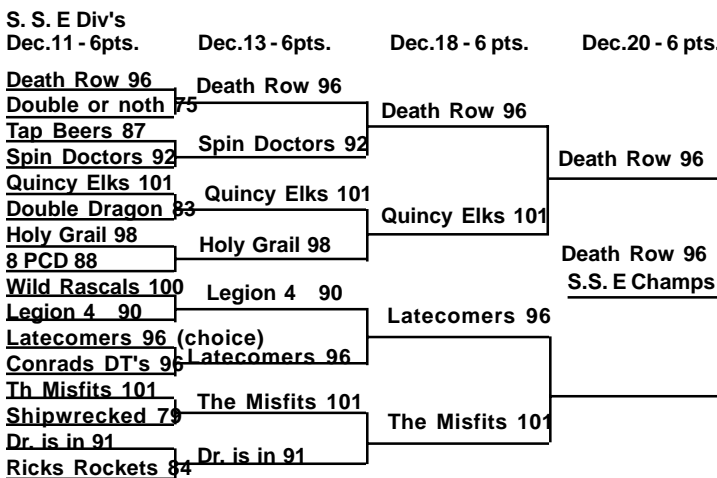 S. S. E Div's
Dec.11 - 6pts.
Dec.13 - 6pts.
Dec.18 - 6 pts.
Dec.20 - 6 pts.
Death Row 96
Double or noth 75
Tap Beers 87
Spin Doctors 92
Quincy Elks 101
Double Dragon 83
Holy Grail 98
8 PCD 88
Wild Rascals 100
Legion 4 90
Latecomers 96 (choice)
Conrads DT's 96
Th Misfits 101
Shipwrecked 79
Dr. is in 91
Ricks Rockets 84
Death Row 96
Spin Doctors 92
Quincy Elks 101
Holy Grail 98
Legion 4 90
Latecomers 96
The Misfits 101
Dr. is in 91
Death Row 96
Quincy Elks 101
Latecomers 96
The Misfits 101
Death Row 96
Death Row 96
S.S. E Champs